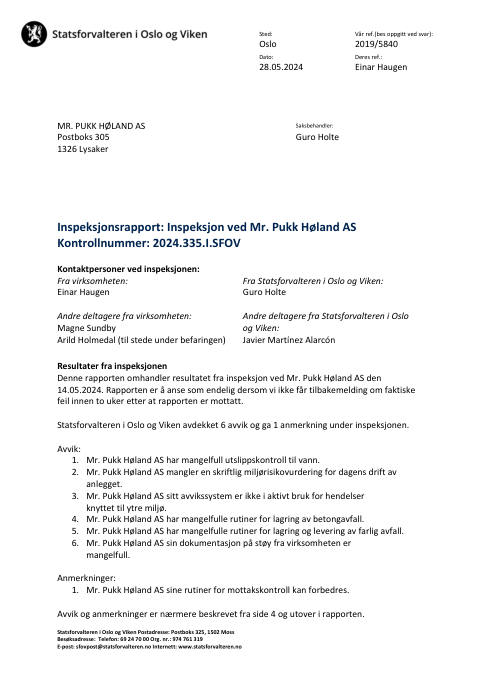 Statsforvalteren i Oslo og Viken
Sted:
Oslo
Dato:
28.05.2024
Vår ref.(bes oppgitt ved svar):
2019/5840
Deres ref.:
Einar Haugen
MR. PUKK HØLAND AS
Postboks 305
1326 Lysaker
Saksbehandler:
Guro Holte
Inspeksjonsrapport: Inspeksjon ved Mr. Pukk Høland AS
Kontrollnummer: 2024.335.I.SFOV
Kontaktpersoner ved inspeksjonen:
Fra virksomheten:
Einar Haugen
Fra Statsforvalteren i Oslo og Viken:
Guro Holte
Andre deltagere fra virksomheten:
Magne Sundby
Arild Holmedal (til stede under befaringen)
Andre deltagere fra Statsforvalteren i Oslo
og Viken:
Javier Martínez Alarcón
Resultater fra inspeksjonen
Denne rapporten omhandler resultatet fra inspeksjon ved Mr. Pukk Høland AS den
14.05.2024. Rapporten er å anse som endelig dersom vi ikke får tilbakemelding om faktiske
feil innen to uker etter at rapporten er mottatt.
Statsforvalteren i Oslo og Viken avdekket 6 avvik og ga 1 anmerkning under inspeksjonen.
Avvik:
1. Mr. Pukk Høland AS har mangelfull utslippskontroll til vann.
2. Mr. Pukk Høland AS mangler en skriftlig miljørisikovurdering for dagens drift av
anlegget.
3. Mr. Pukk Høland AS sitt avvikssystem er ikke i aktivt bruk for hendelser
knyttet til ytre miljø.
4. Mr. Pukk Høland AS har mangelfulle rutiner for lagring av betongavfall.
5. Mr. Pukk Høland AS har mangelfulle rutiner for lagring og levering av farlig avfall.
6. Mr. Pukk Høland AS sin dokumentasjon på støy fra virksomheten er
mangelfull.
Anmerkninger:
1. Mr. Pukk Høland AS sine rutiner for mottakskontroll kan forbedres.
Avvik og anmerkninger er nærmere beskrevet fra side 4 og utover i rapporten.
Statsforvalteren i Oslo og Viken Postadresse: Postboks 325, 1502 Moss
Besøksadresse: Telefon: 69 24 70 00 Org. nr.: 974 761 319
E-post: sfovpost@statsforvalteren.no Internett: www.statsforvalteren.no